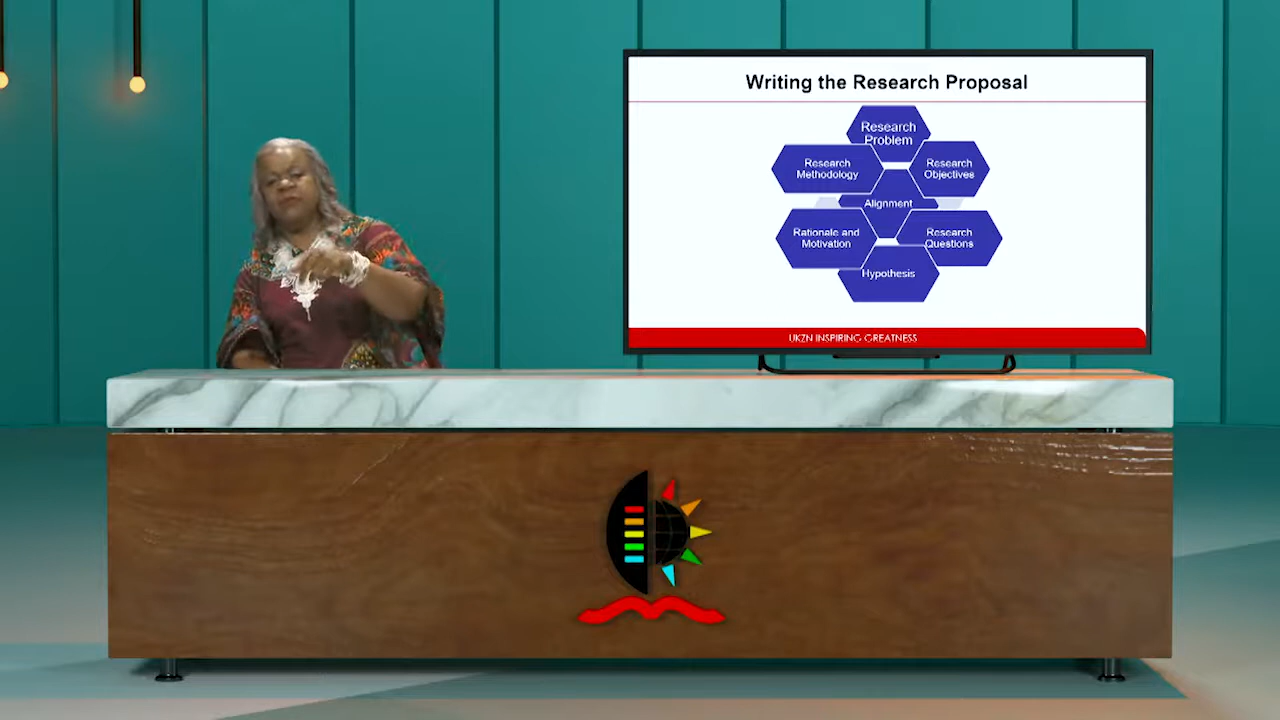 Writing the Research Proposal
Research
Problem
Research
Methodology
Research
Objectives
Alignment
Rationale and
Motivation
Research
Questions
Hypothesis
UKZN INSPIRING GREATNESS